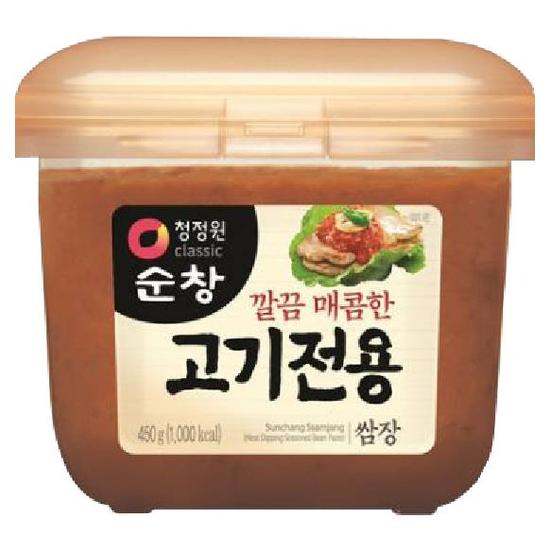 청정원
classic
순창
깔끔 매콤한
고기전용
450 g (1,000 kcal)
Sunchang Ssamjang
(Meat Dipping Seasoned Bean Paste)
쌈장